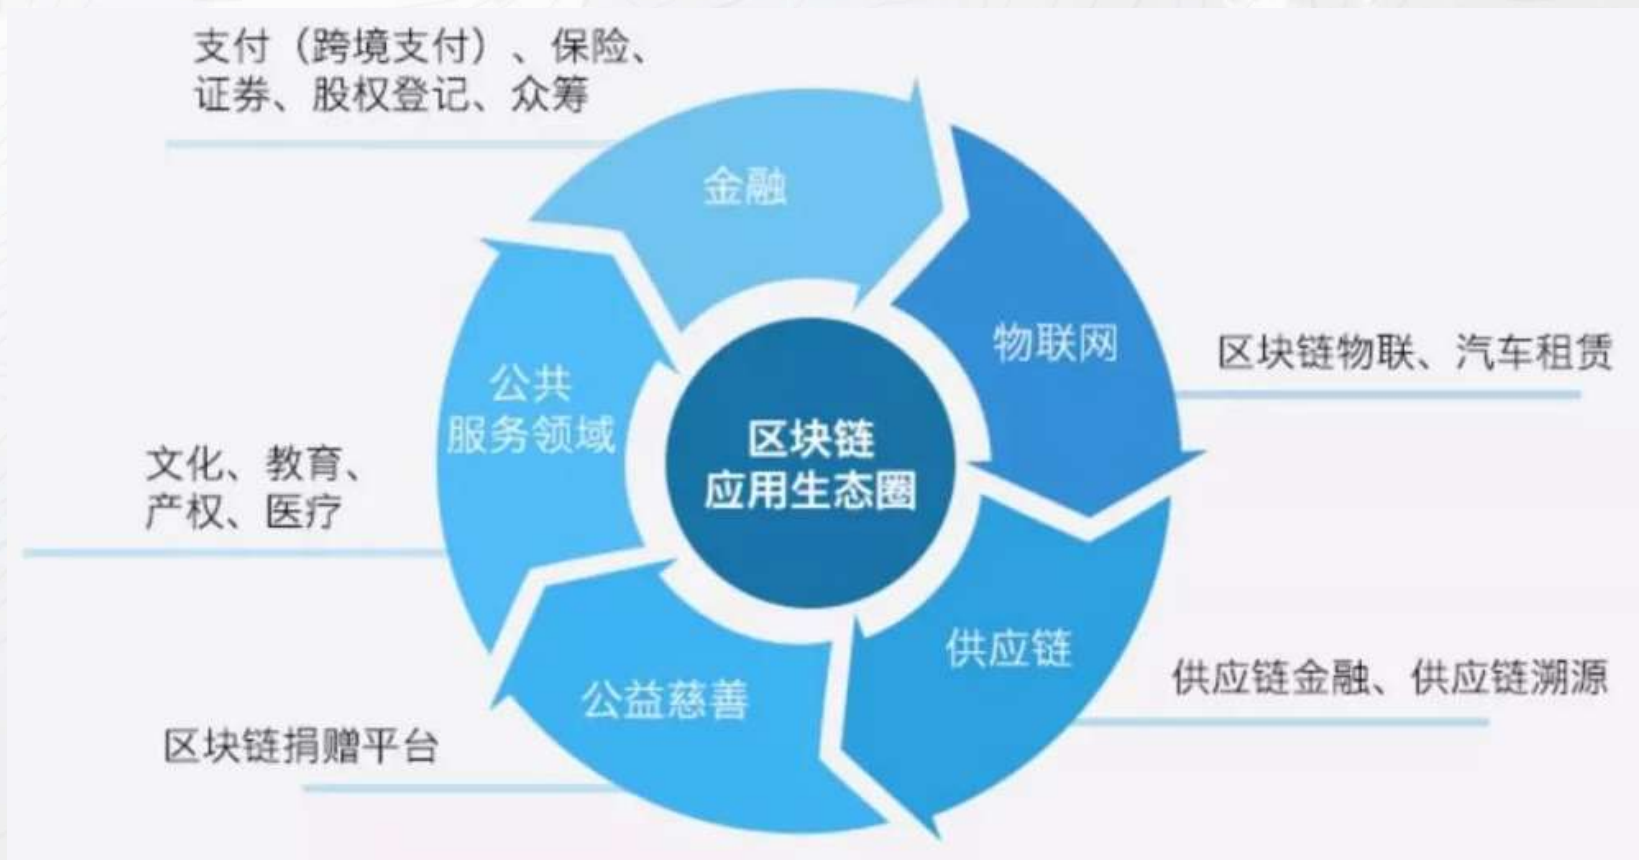 支付（跨境支付）、保险、
证券、股权登记、众筹
金融
物联网
区块链物联、汽车租赁
公共
服务领域
区块链
应用生态圈
文化、教育、
产权、医疗
供应链
供应链金融、供应链溯源
公益慈善
区块链捐赠平台